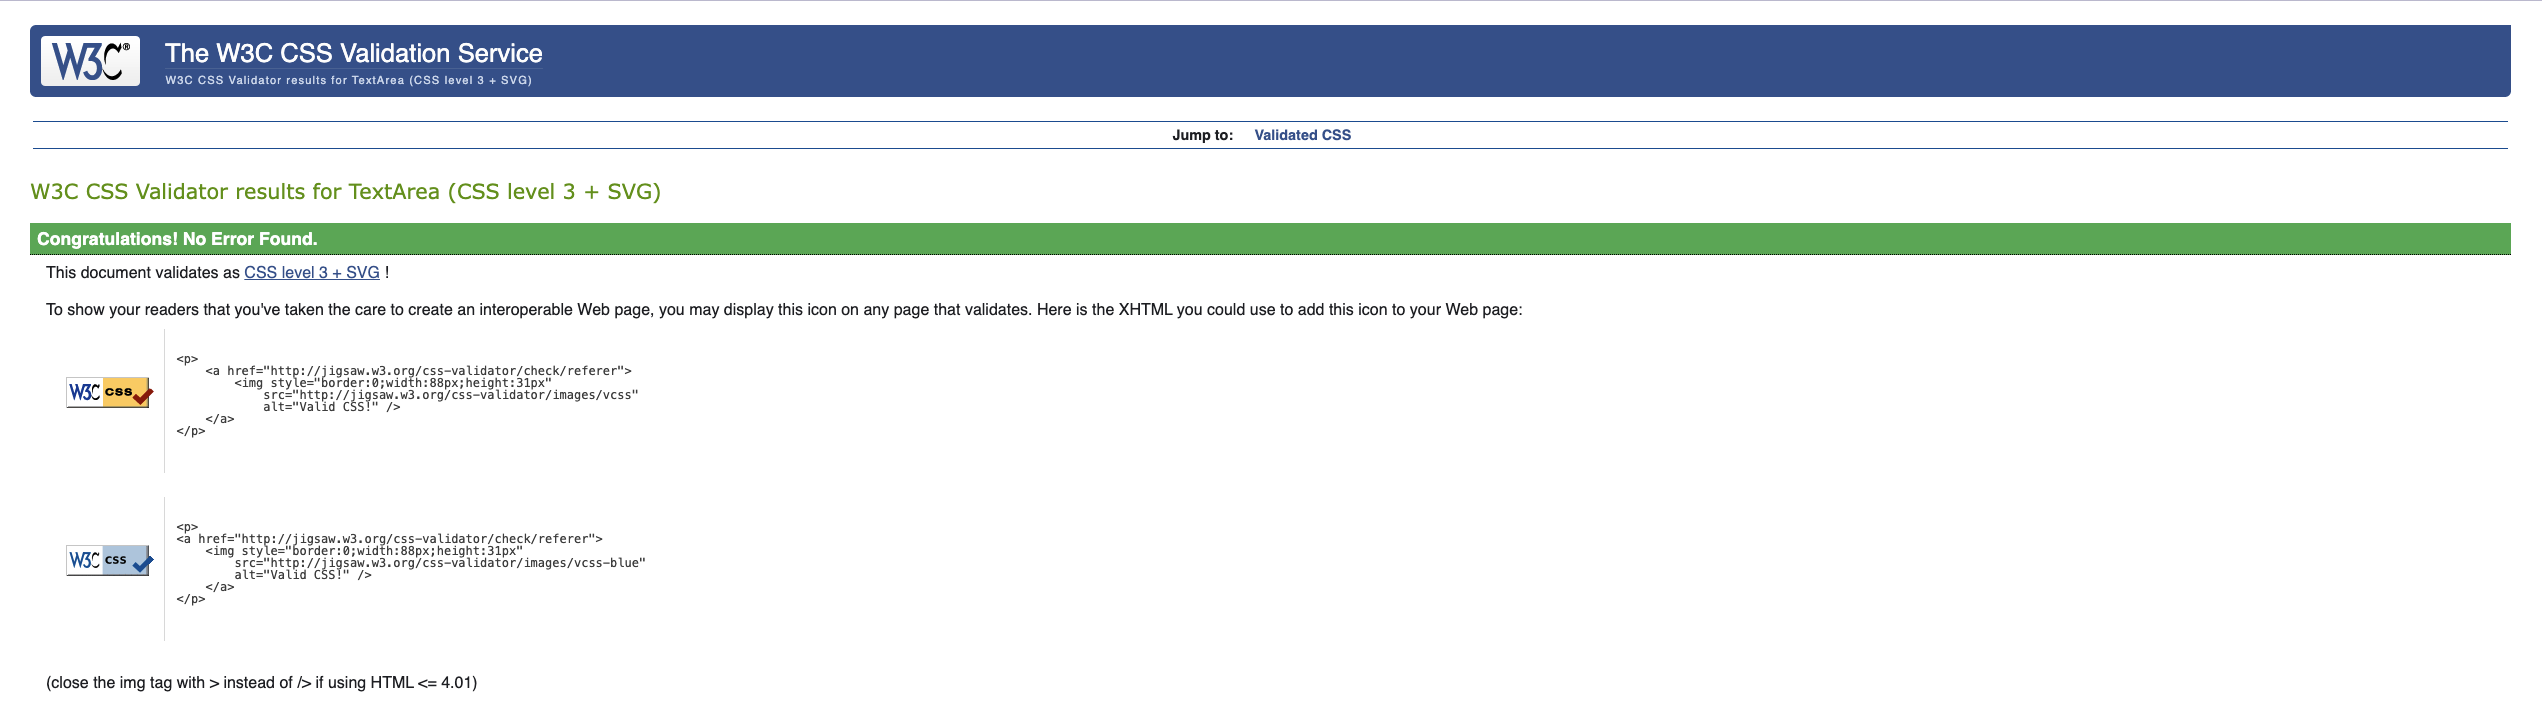 W3C®
The W3C CSS Validation Service
W3C CSS Validator results for TextArea (CSS level 3 + SVG)
Jump to: Validated CSS
W3C CSS Validator results for TextArea (CSS level 3 + SVG)
Congratulations! No Error Found.
This document validates as CSS level 3 + SVG !
To show your readers that you've taken the care to create an interoperable Web page, you may display this icon on any page that validates. Here is the XHTML you could use to add this icon to your Web page:
W3C css
<p>
<a href="http://jigsaw.w3.org/css-validator/check/referer">
<img style="border:0;width:88px;height:31px"
src="http://jigsaw.w3.org/css-validator/images/vcss"
alt="Valid CSS!" />
</a>
</p>
W3C css
<p>
<a href="http://jigsaw.w3.org/css-validator/check/referer">
<img style="border:0;width:88px;height:31px"
src="http://jigsaw.w3.org/css-validator/images/vcss-blue"
alt="Valid CSS!" />
</a>
</p>
(close the img tag with > instead of /> if using HTML <= 4.01)